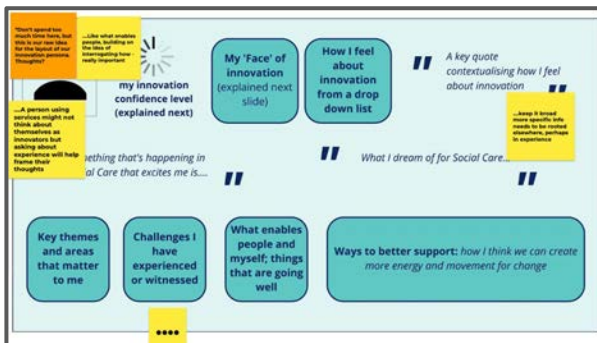 "Don't spend too
much time here, but
this is our raw idea
for the layout of our
innovation persona.
Thoughts?
...Like what enables
people, building on
the idea of
interrogating how -
really important
my innovation
confidence level
(explained next)
My 'Face' of
innovation
(explained next
slide)
How I feel
about
innovation
from a drop
down list
" A key quote
contextualising how I feel
about innovation "
...keep it broad
more specific info
needs to be rooted
elsewhere, perhaps
in experience
...A person using
services might not
think about
themselves as
innovators but
asking about
experience will help
frame their
thoughts
mething that's happening in
al Care that excites me is.... "
" What I dream of for Social Care... "
Key themes
and areas
that matter
to me
Challenges I
have
experienced
or witnessed
What enables
people and
myself; things
that are going
well
Ways to better support: how I think we can create
more energy and movement for change
....